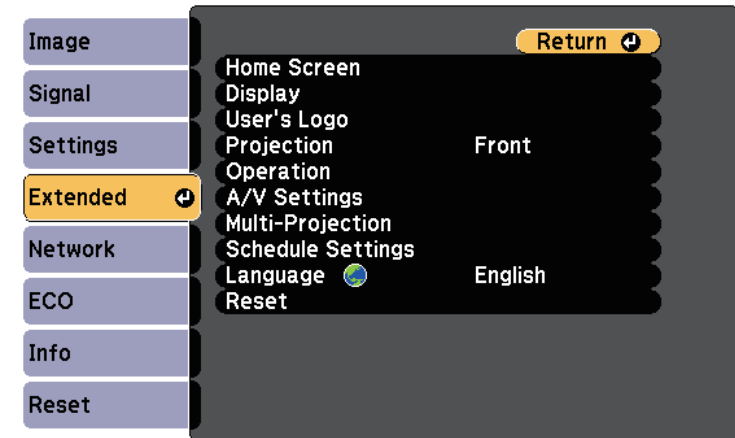 Image
Signal
Settings
Extended
Network
ECO
Info
Reset
Return
Home Screen
Display
User's Logo
Projection Front
Operation
A/V Settings
Multi-Projection
Schedule Settings
Language English
Reset